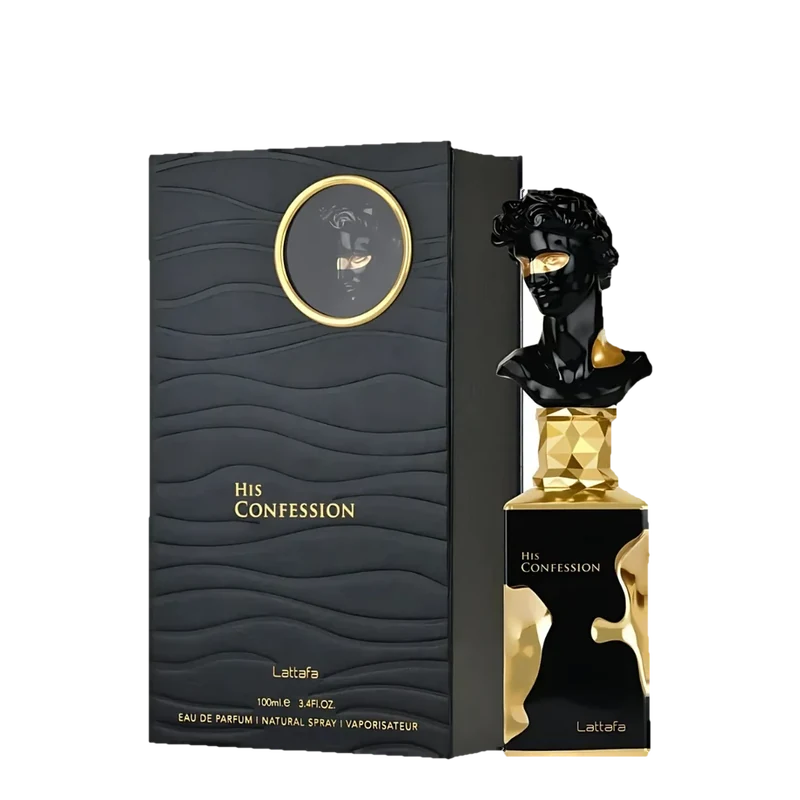 His
Confession
Lattafa
100ml.e 3.4Fl.OZ.
EAU DE PARFUM I NATURAL SPRAY I VAPORISATEUR
His
Confession
Lattafa